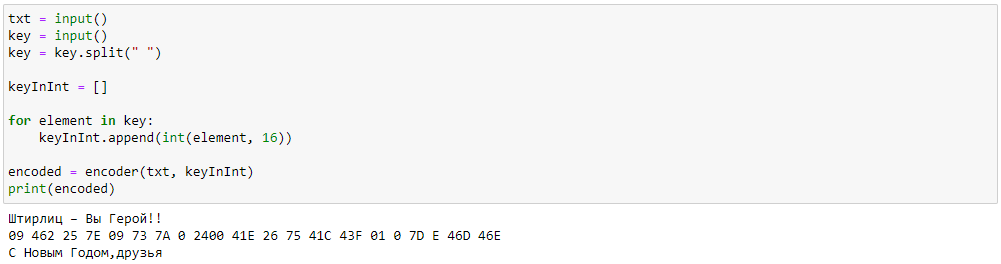 txt = input()
key = input()
key = key.split(" ")
keyInInt = []
for element in key:
    keyInInt.append(int(element, 16))
encoded = encoder(txt, keyInInt)
print(encoded)
Штирлиц – Вы Герой!!
09 462 25 7E 09 73 7A 0 2400 41E 26 75 41C 43F 01 0 7D E 46D 46E
С Новым Годом,друзья